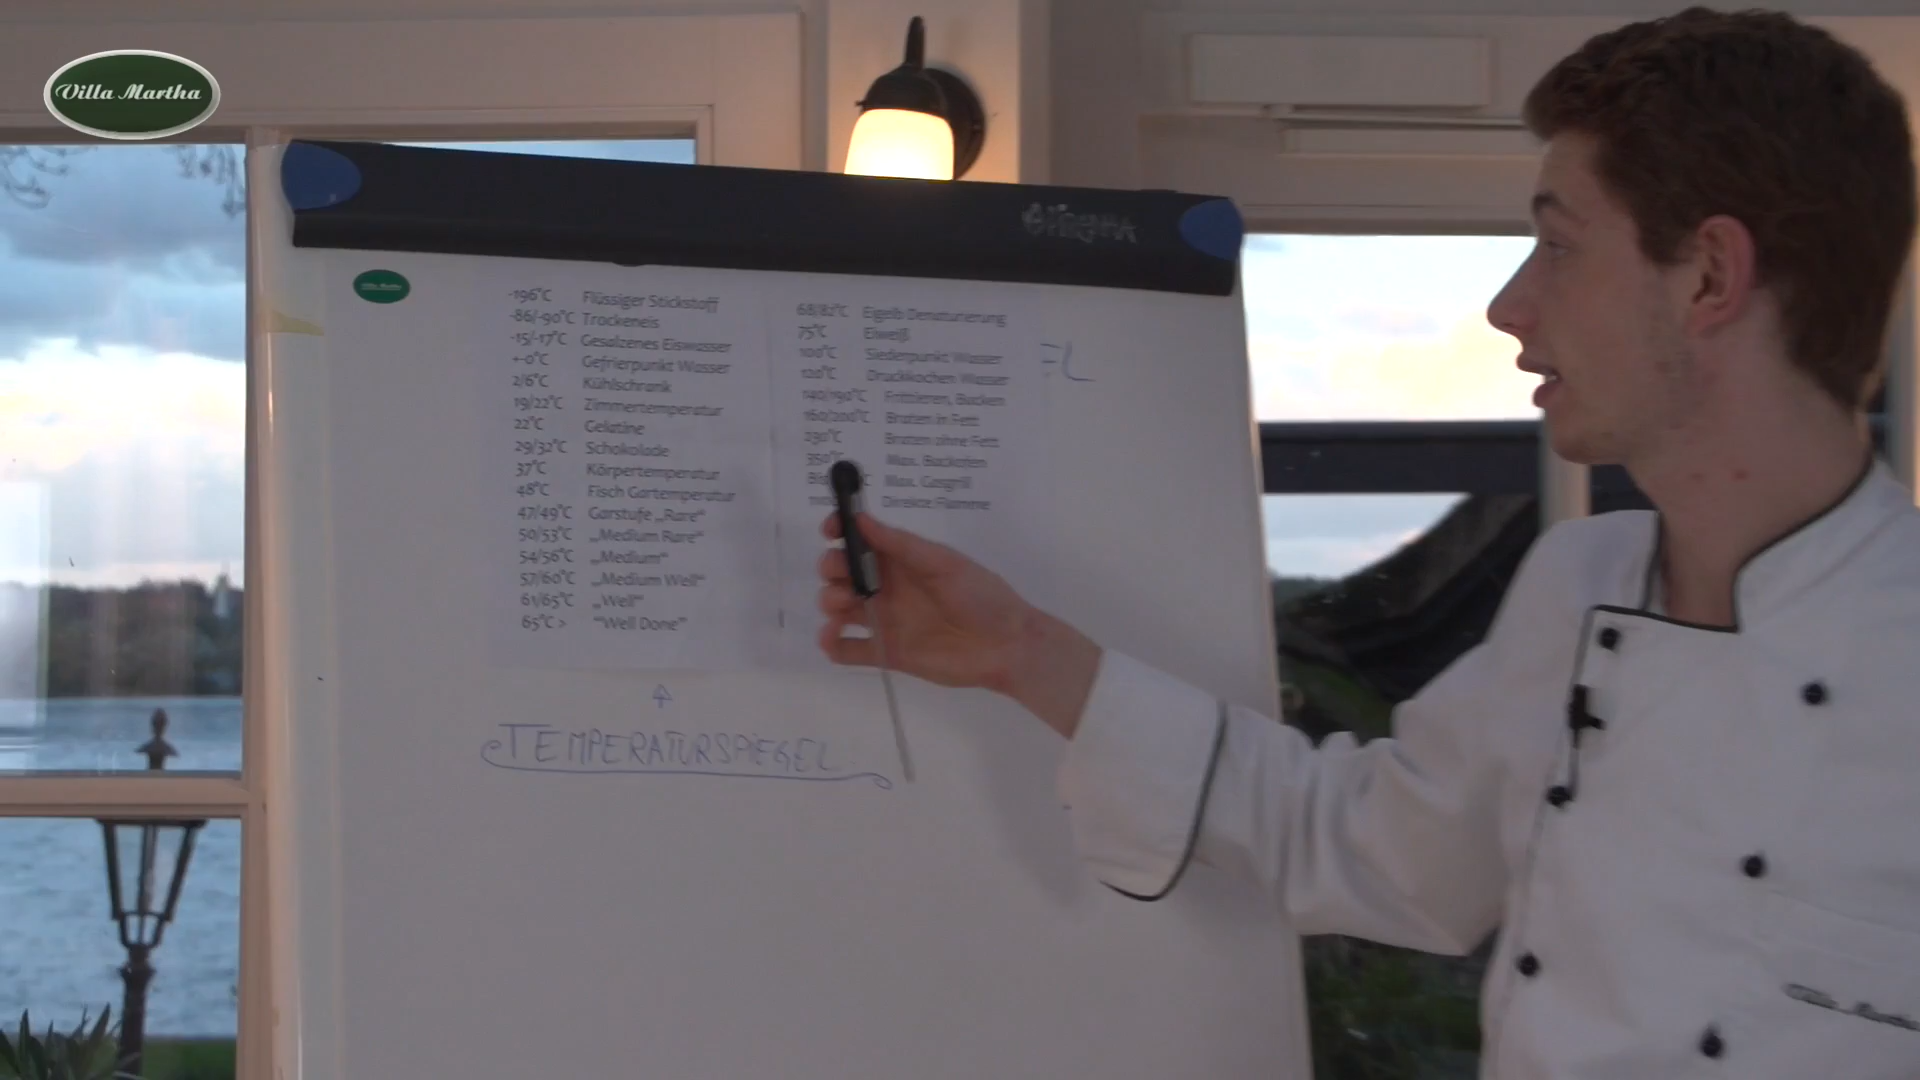 Villa Martha
-196°C Flüssiger Stickstoff
-86/-90°C Trockeneis
-15/-17°C Gesalzenes Eiswasser
+-0°C Gefrierpunkt Wasser
2/6°C Kühlschrank
19/22°C Zimmertemperatur
22°C Gelatine
29/32°C Schokolade
37°C Körpertemperatur
48°C Fisch Gartemperatur
47/49°C Garstufe „Rare“
50/53°C „Medium Rare“
54/56°C „Medium“
57/60°C „Medium Well“
61/65°C „Well“
65°C > “Well Done”
68/82°C Eigelb Denaturierung
75°C Eiweiß
100°C Siedepunkt Wasser
120°C Druckkochen Wasser
140/190°C Frittieren, Backen
160/200°C Braten in Fett
230°C Braten ohne Fett
350°C Max. Backofen
Max. Gasgrill
Direkte Flamme
EL
TEMPERATURSPIEGEL